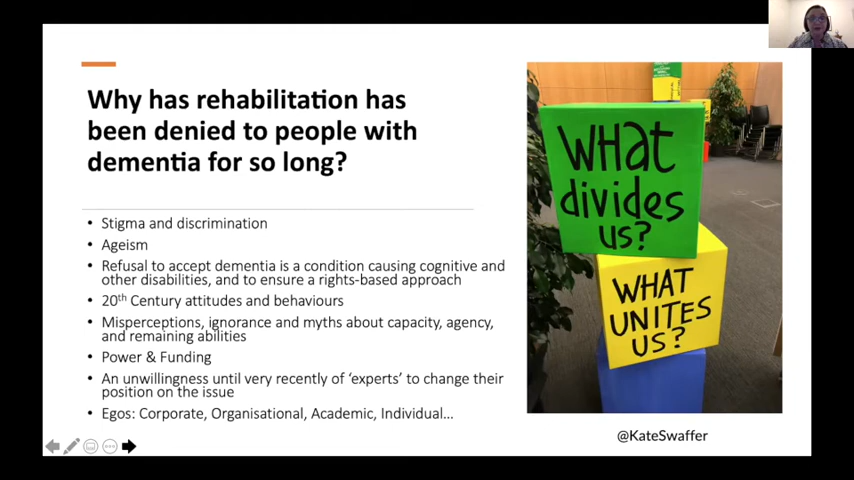 Why has rehabilitation has
been denied to people with
dementia for so long?
• Stigma and discrimination
• Ageism
• Refusal to accept dementia is a condition causing cognitive and
other disabilities, and to ensure a rights-based approach
• 20th Century attitudes and behaviours
• Misperceptions, ignorance and myths about capacity, agency,
and remaining abilities
• Power & Funding
• An unwillingness until very recently of ‘experts’ to change their
position on the issue
• Egos: Corporate, Organisational, Academic, Individual…
WHat
divides
us?
WHAT
UNITES
US?
@KateSwaffer